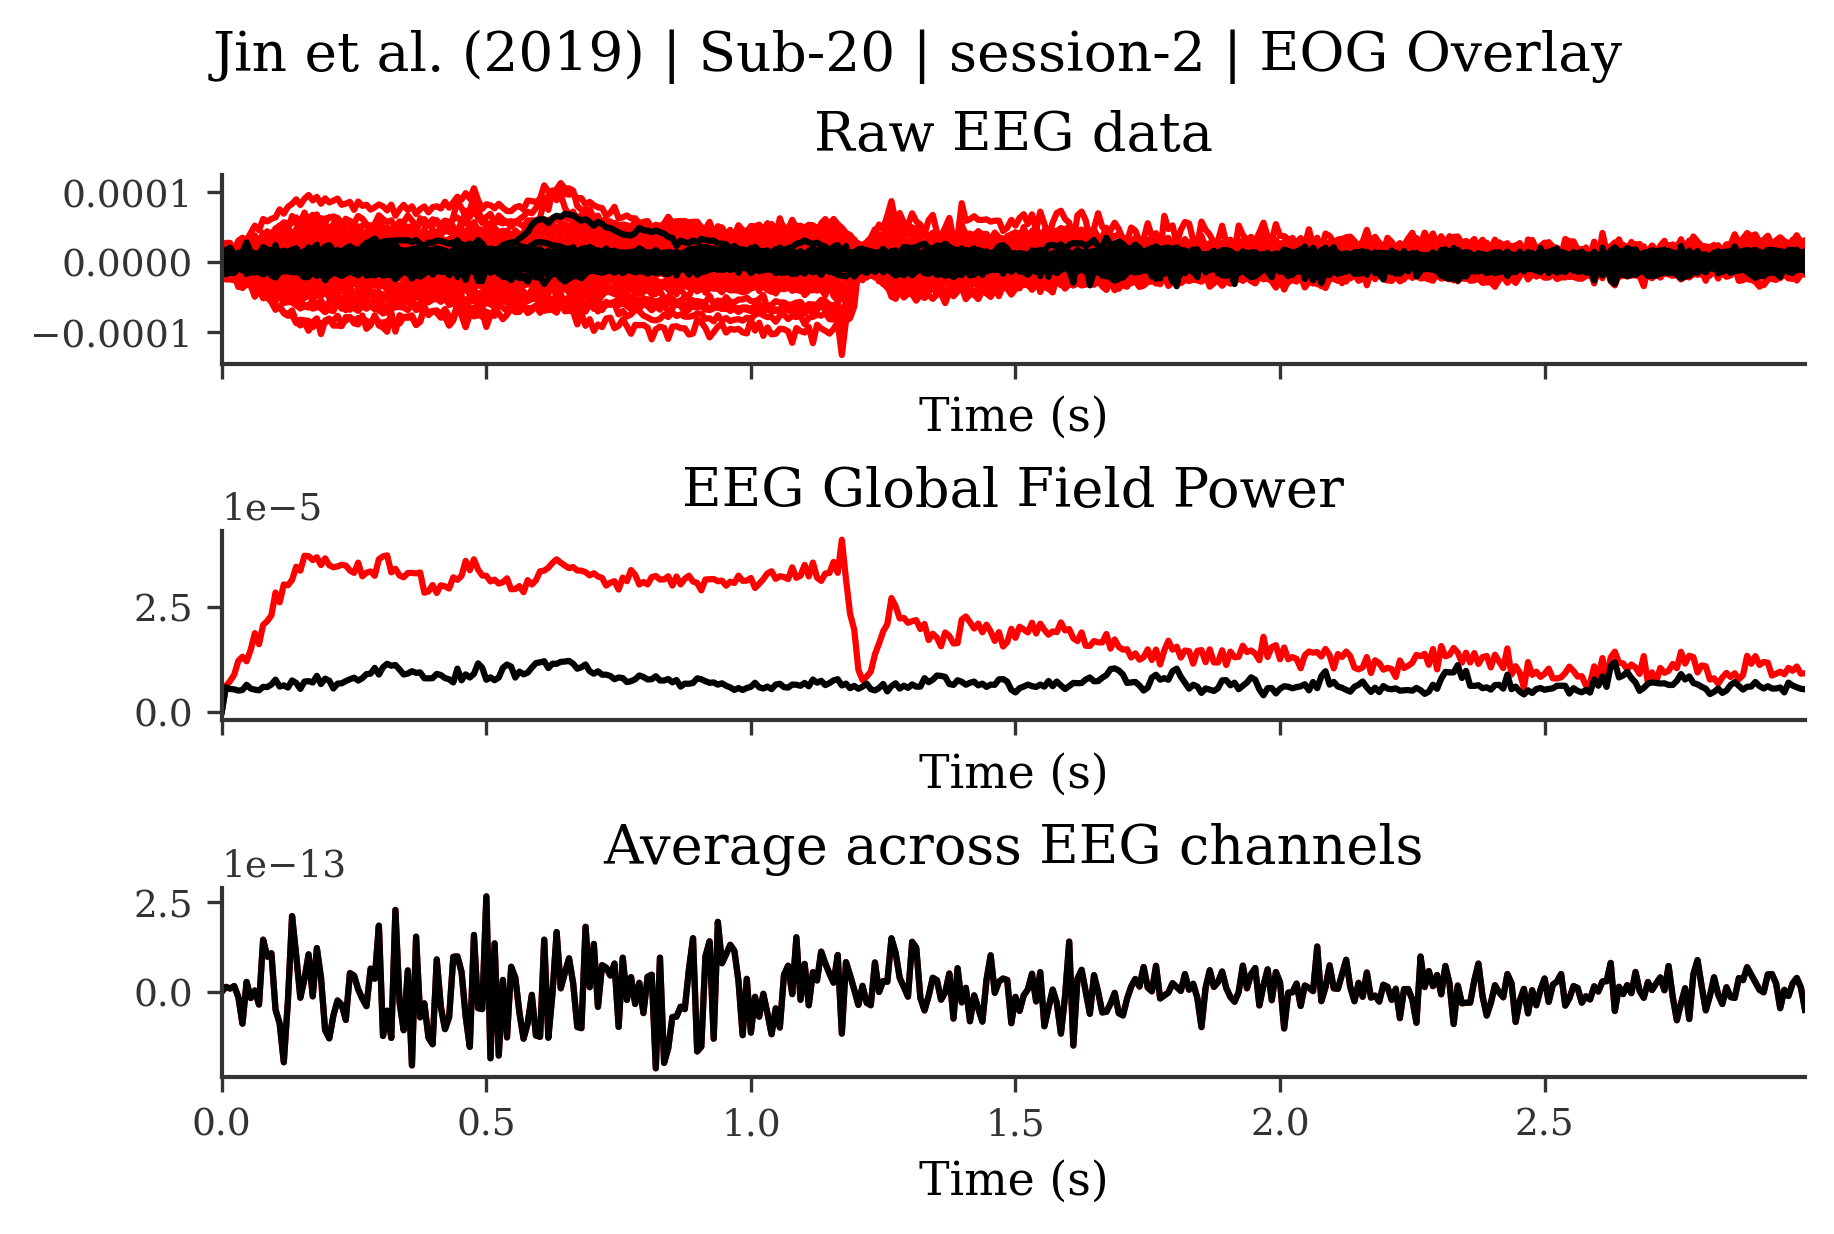 Jin et al. (2019) | Sub-20 | session-2 | EOG Overlay
Raw EEG data
0.0001
0.0000
−0.0001
Time (s)
EEG Global Field Power
1e−5
2.5
0.0
Time (s)
Average across EEG channels
1e−13
2.5
0.0
0.0 0.5 1.0 1.5 2.0 2.5
Time (s)